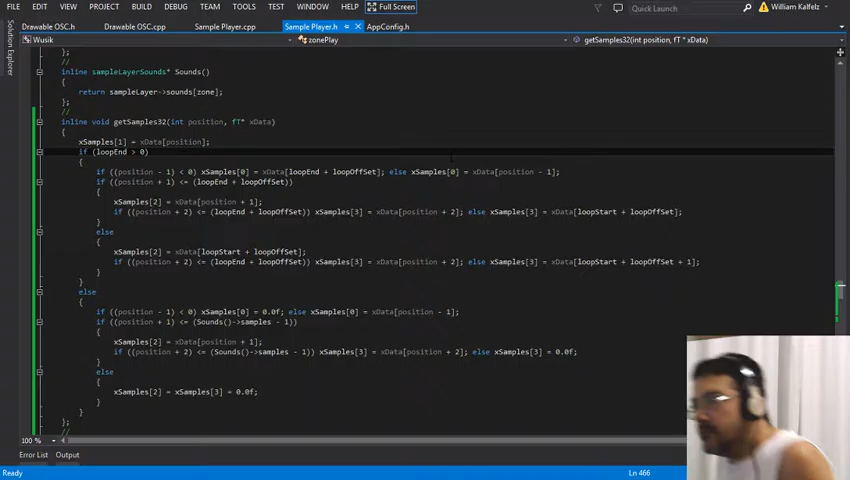 FILE EDIT VIEW PROJECT BUILD DEBUG TEAM TOOLS TEST WINDOW HELP Full Screen Quick Launch William Kalfelz
Drawable OSC.h Drawable OSC.cpp Sample Player.cpp Sample Player.h AppConfig.h
Solution Explorer
Wusik zonePlay getSamples32(int position, fT * xData)
};
//
inline sampleLayerSounds* Sounds()
{
return sampleLayer->sounds[zone];
};
//
inline void getSamples32(int position, fT* xData)
{
xSamples[1] = xData[position];
if (loopEnd > 0)
{
if ((position - 1) < 0) xSamples[0] = xData[loopEnd + loopOffSet]; else xSamples[0] = xData[position - 1];
if ((position + 1) <= (loopEnd + loopOffSet))
{
xSamples[2] = xData[position + 1];
if ((position + 2) <= (loopEnd + loopOffSet)) xSamples[3] = xData[position + 2]; else xSamples[3] = xData[loopStart + loopOffSet];
}
else
{
xSamples[2] = xData[loopStart + loopOffSet];
if ((position + 2) <= (loopEnd + loopOffSet)) xSamples[3] = xData[position + 2]; else xSamples[3] = xData[loopStart + loopOffSet + 1];
}
}
else
{
if ((position - 1) < 0) xSamples[0] = 0.0f; else xSamples[0] = xData[position - 1];
if ((position + 1) <= (Sounds()->samples - 1))
{
xSamples[2] = xData[position + 1];
if ((position + 2) <= (Sounds()->samples - 1)) xSamples[3] = xData[position + 2]; else xSamples[3] = 0.0f;
}
else
{
xSamples[2] = xSamples[3] = 0.0f;
}
}
};
//
100 %
Error List Output
Ready Ln 466